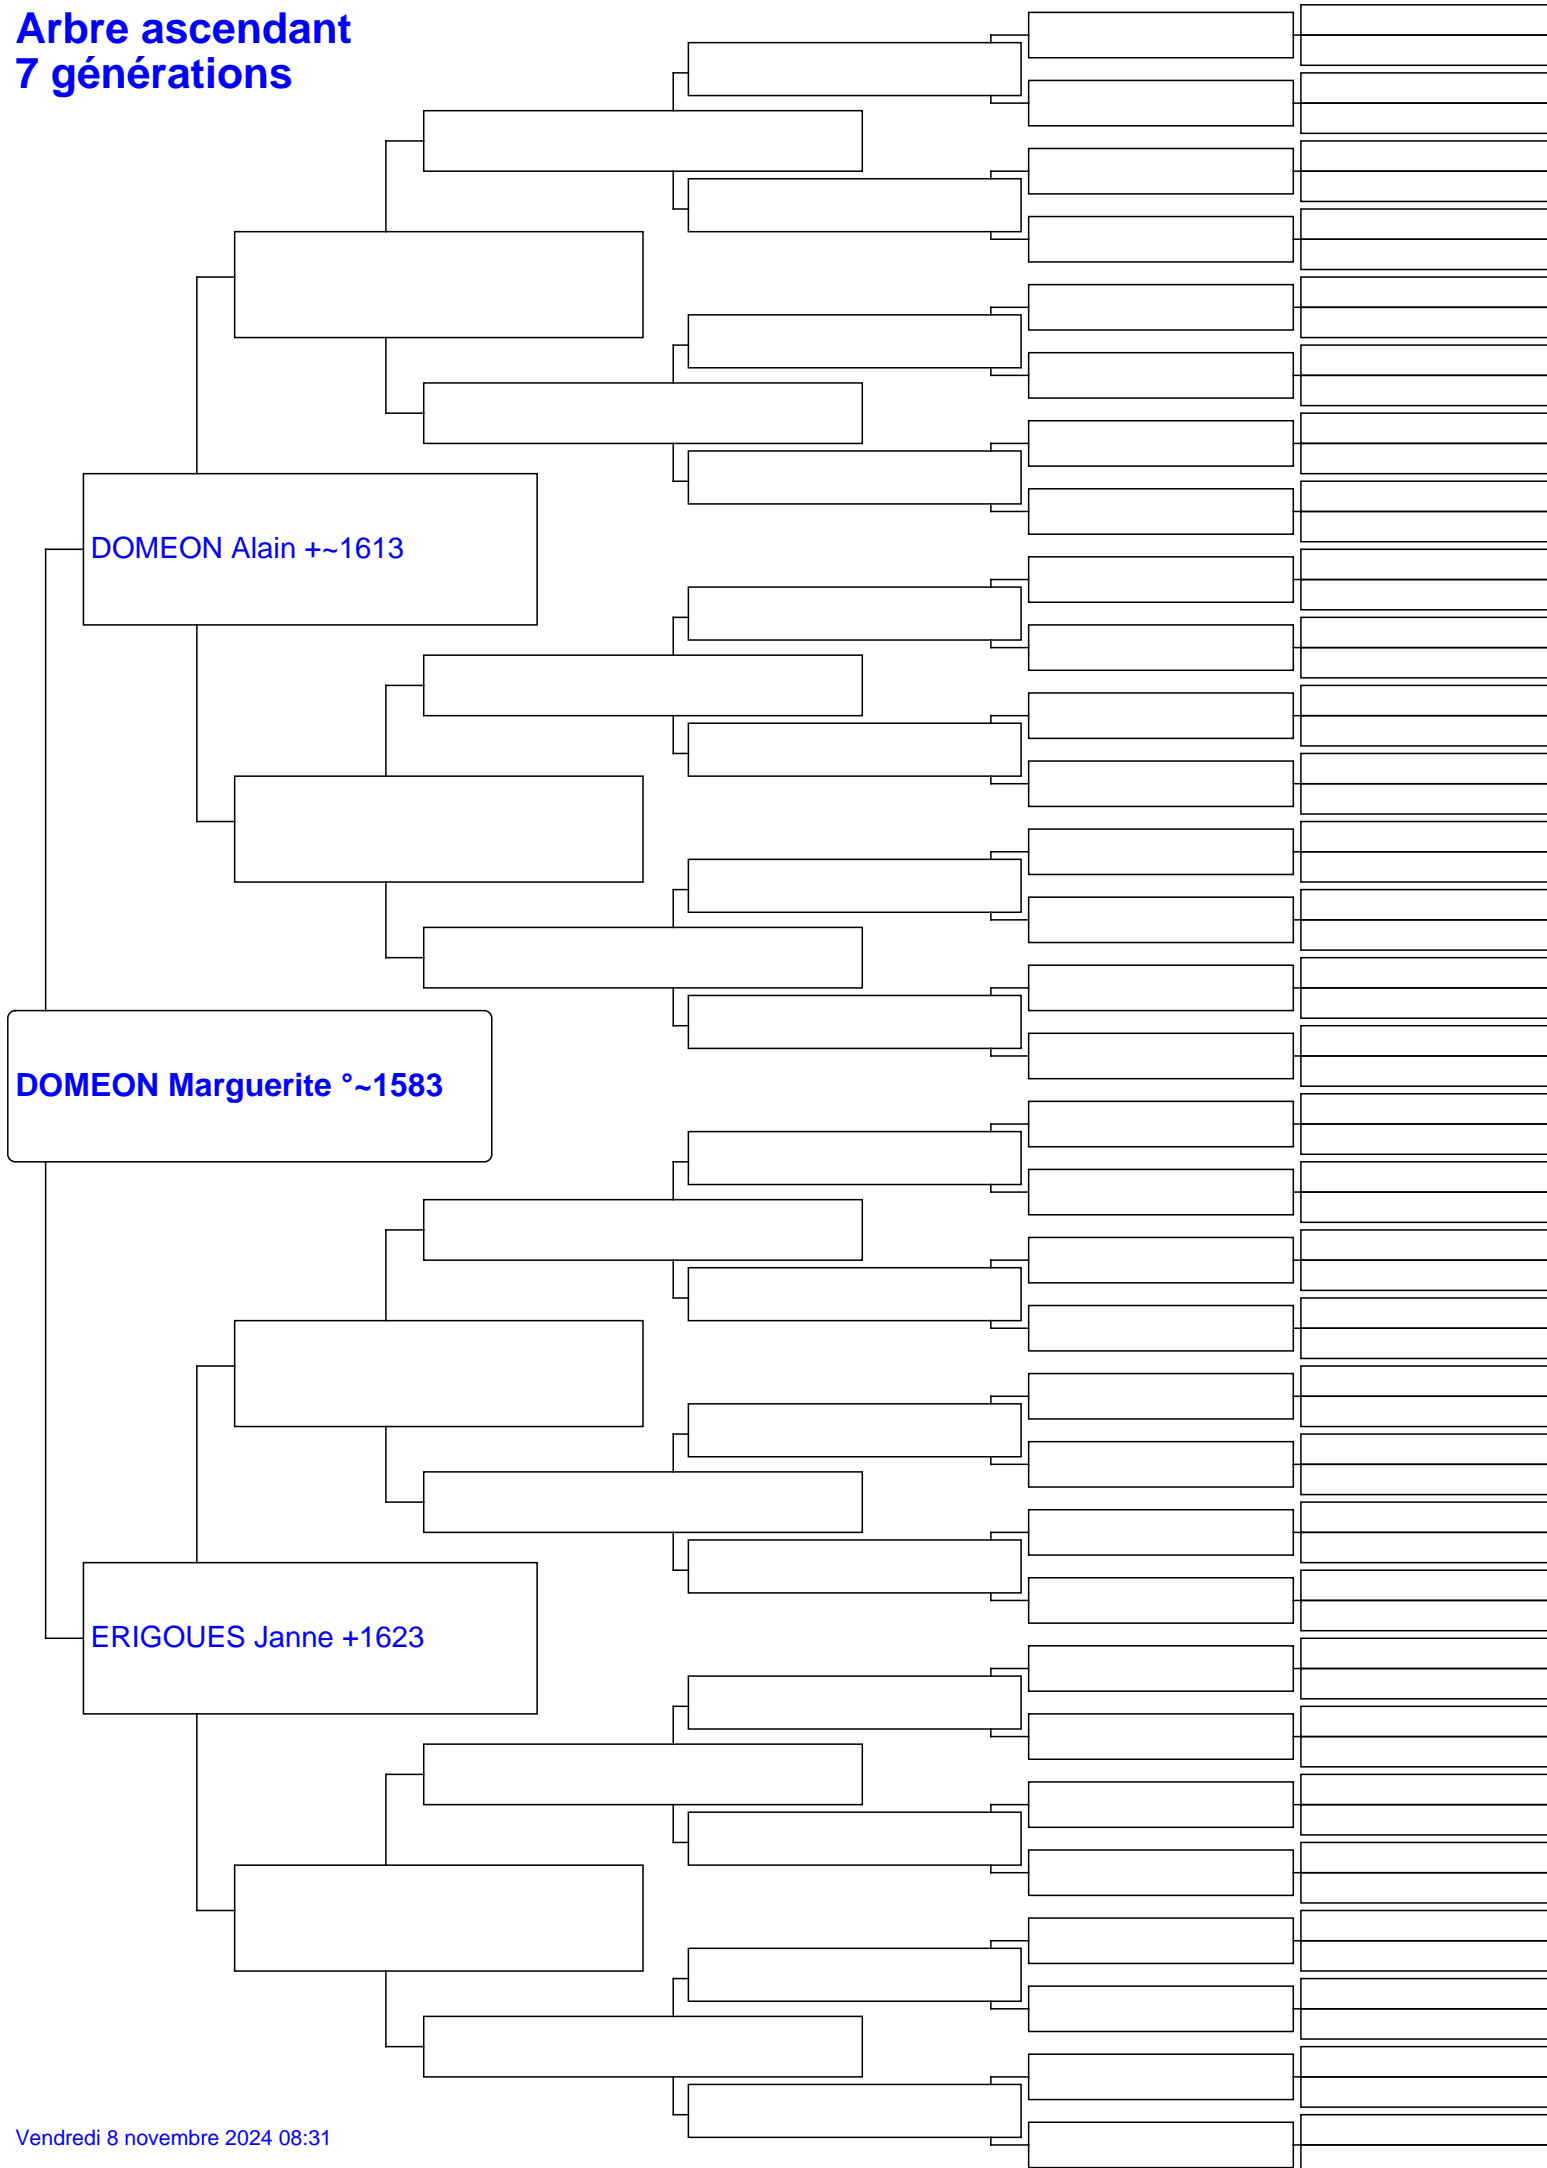 Arbre ascendant
7 générations
DOMEON Alain +~1613
DOMEON Marguerite °~1583
ERIGOUES Janne +1623
Vendredi 8 novembre 2024 08:31